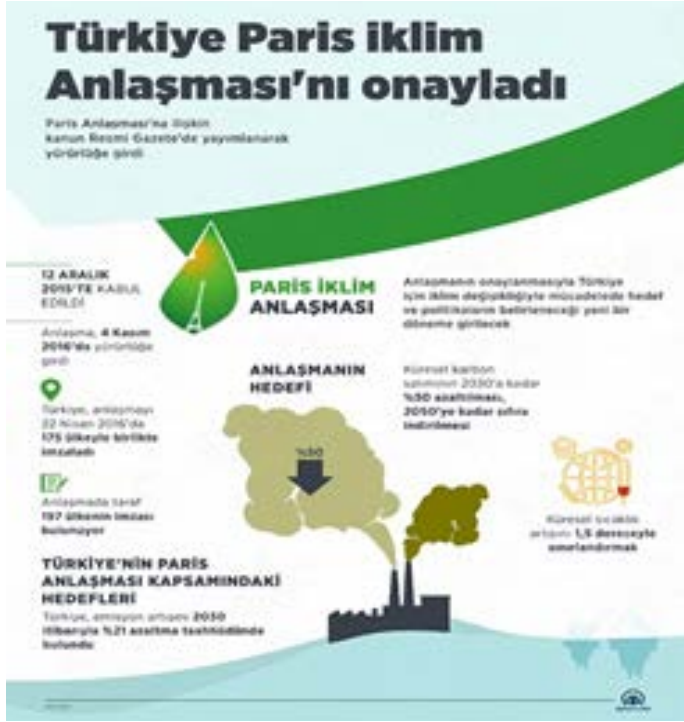 Türkiye Paris iklim
Anlaşması'nı onayladı
Paris Anlaşması'na ilişkin
kanun Resmi Gazete'de yayımlanarak
yürürlüğe girdi
12 ARALIK
2015'TE KABUL
EDİLDİ
Anlaşma, 4 Kasım
2016'da yürürlüğe
girdi
Türkiye, anlaşmayı
22 Nisan 2016'da
175 ülkeyle birlikte
imzaladı
Anlaşmada taraf
197 ülkenin imzası
bulunuyor
PARİS İKLİM
ANLAŞMASI
Anlaşmanın onaylanmasıyla Türkiye
için iklim değişikliğiyle mücadelede hedef
ve politikaların belirleneceği yeni bir
döneme girilecek
ANLAŞMANIN
HEDEFİ
Küresel karbon
salımının 2030'a kadar
%50 azaltılması,
2050'ye kadar sıfıra
indirilmesi
%50
Küresel sıcaklık
artışını 1,5 dereceyle
sınırlandırmak
TÜRKİYE'NİN PARİS
ANLAŞMASI KAPSAMINDAKİ
HEDEFLERİ
Türkiye, emisyon artışını 2030
itibarıyla %21 azaltma taahhüdünde
bulundu